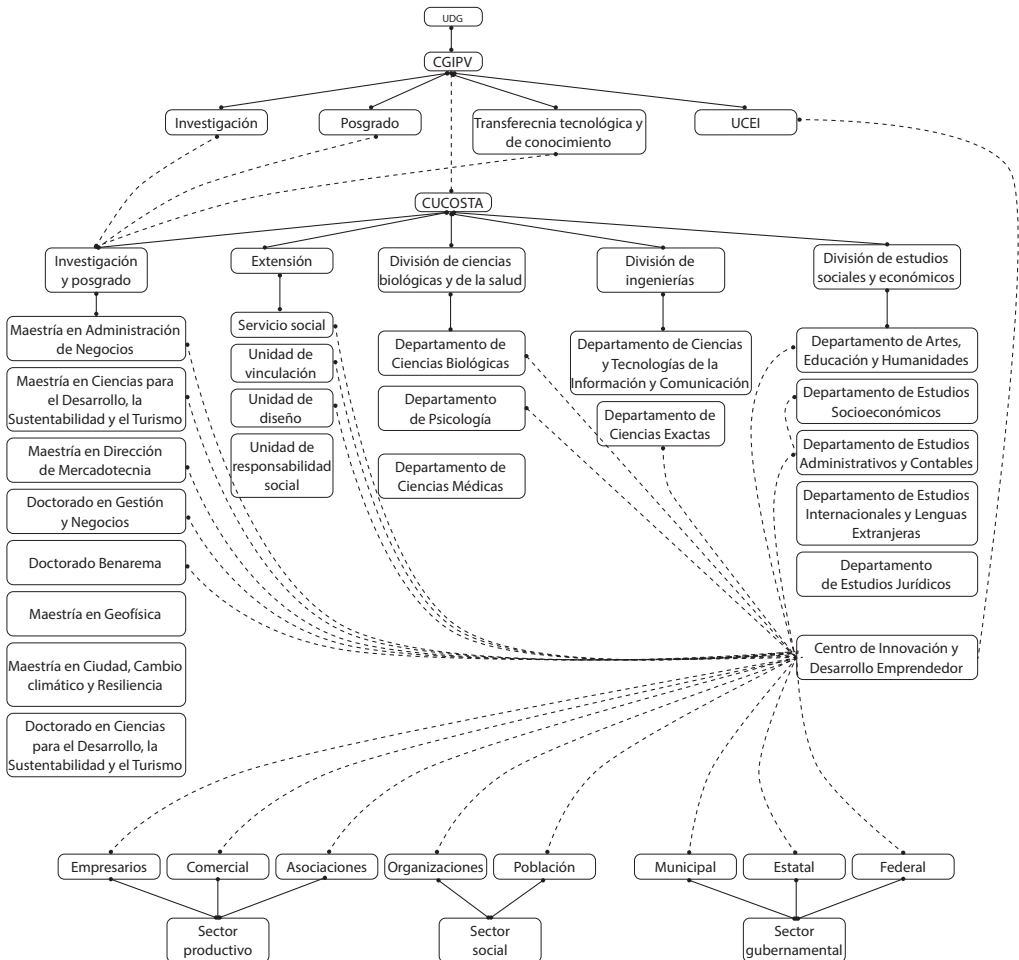 UDG
CGIPV
Investigación
Posgrado
Transferecnia tecnológica y
de conocimiento
UCEI
CUCOSTA
Investigación
y posgrado
Extensión
División de ciencias
biológicas y de la salud
División de
ingenierías
División de estudios
sociales y económicos
Maestría en Administración
de Negocios
Maestría en Ciencias para
el Desarrollo, la
Sustentabilidad y el Turismo
Maestría en Dirección
de Mercadotecnia
Doctorado en Gestión
y Negocios
Doctorado Benarema
Maestría en Geofísica
Maestría en Ciudad, Cambio
climático y Resiliencia
Doctorado en Ciencias
para el Desarrollo, la
Sustentabilidad y el Turismo
Servicio social
Unidad de
vinculación
Unidad de
diseño
Unidad de
responsabilidad
social
Departamento de
Ciencias Biológicas
Departamento
de Psicología
Departamento de
Ciencias Médicas
Departamento de Ciencias
y Tecnologías de la
Información y Comunicación
Departamento de
Ciencias Exactas
Departamento de Artes,
Educación y Humanidades
Departamento de Estudios
Socioeconómicos
Departamento de Estudios
Administrativos y Contables
Departamento de Estudios
Internacionales y Lenguas
Extranjeras
Departamento
de Estudios Jurídicos
Centro de Innovación y
Desarrollo Emprendedor
Empresarios
Comercial
Asociaciones
Organizaciones
Población
Municipal
Estatal
Federal
Sector
productivo
Sector
social
Sector
gubernamental